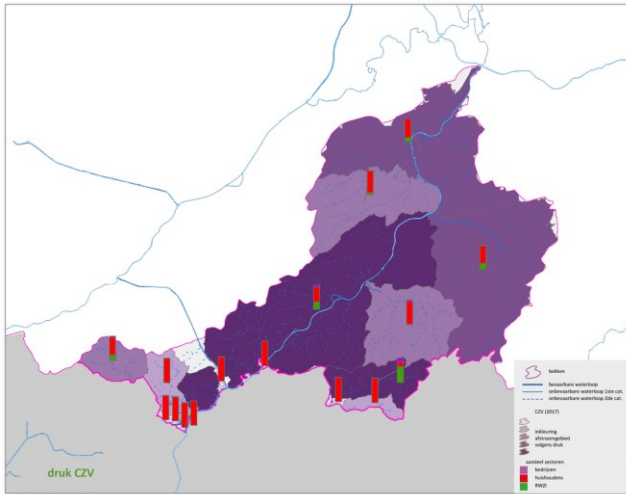 bekken
bevaarbare waterloop
onbevaarbare waterloop 1ste cat.
onbevaarbare waterloop 2de cat.
CZV (2017)
inkleuring
afstroomgebied
volgens druk
aandeel sectoren
bedrijven
huishoudens
RWZI
druk CZV